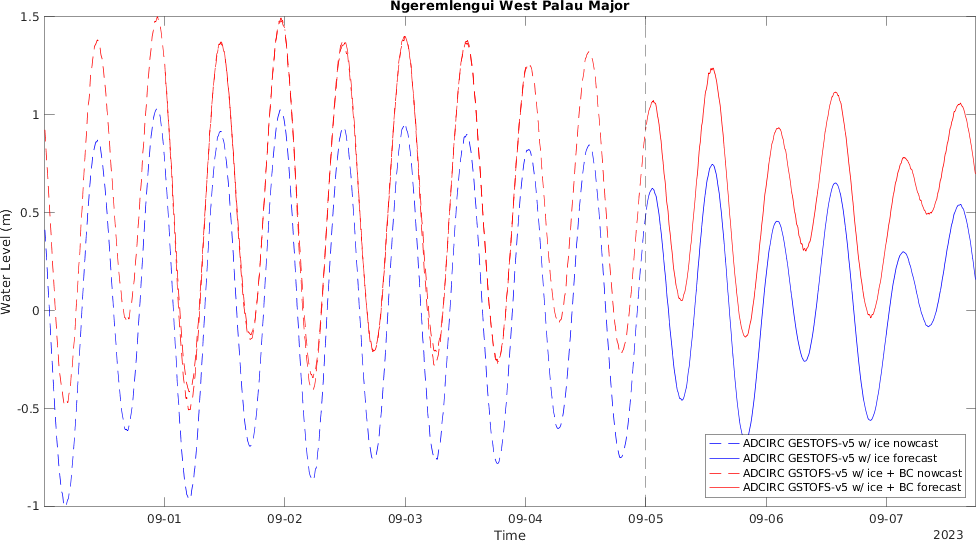 Ngeremlengui West Palau Major
1.5
1
0.5
0
-0.5
-1
Water Level (m)
09-01
09-02
09-03
09-04
09-05
09-06
09-07
Time
2023
ADCIRC GESTOFS-v5 w/ ice nowcast
ADCIRC GESTOFS-v5 w/ ice forecast
ADCIRC GSTOFS-v5 w/ ice + BC nowcast
ADCIRC GSTOFS-v5 w/ ice + BC forecast